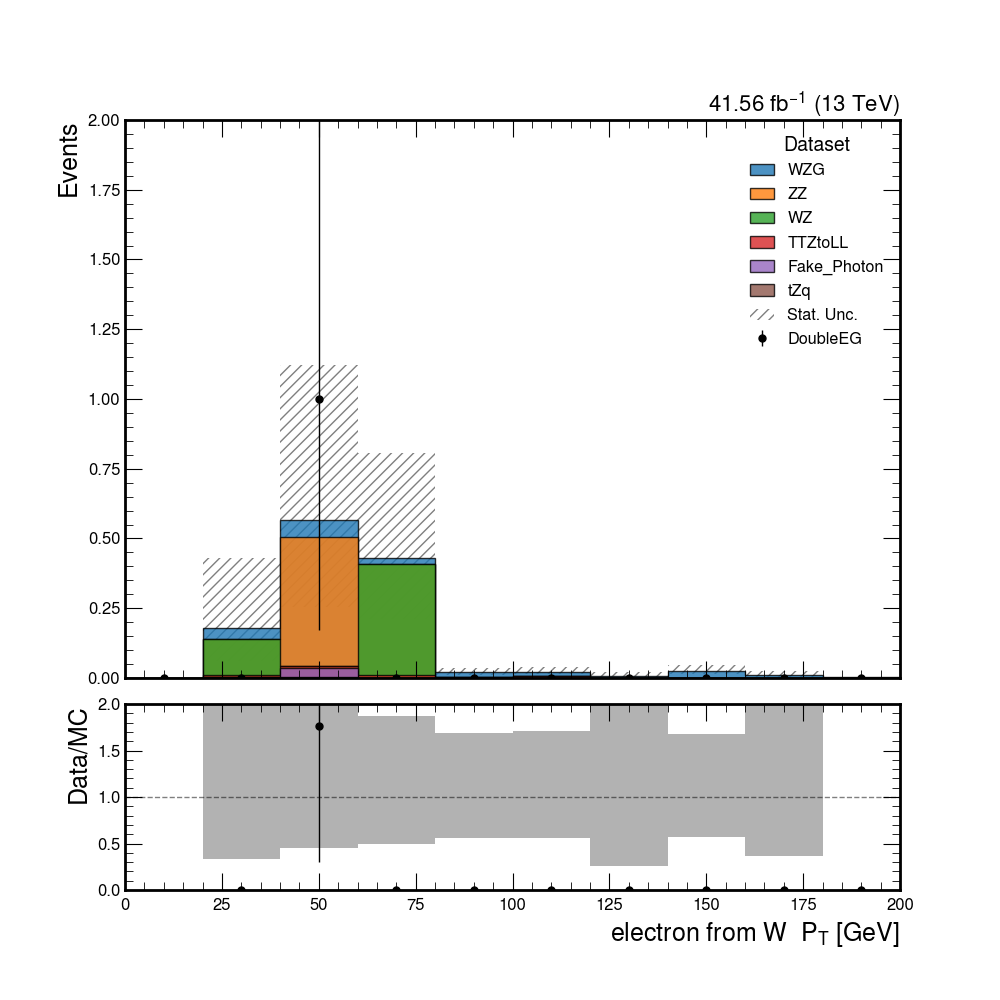 41.56 fb⁻¹ (13 TeV)
Events
2.00
1.75
1.50
1.25
1.00
0.75
0.50
0.25
0.00
Dataset
WZG
ZZ
WZ
TTZtoLL
Fake_Photon
tZq
Stat. Unc.
DoubleEG
Data/MC
2.0
1.5
1.0
0.5
0.0
0 25 50 75 100 125 150 175 200
electron from W P_T [GeV]